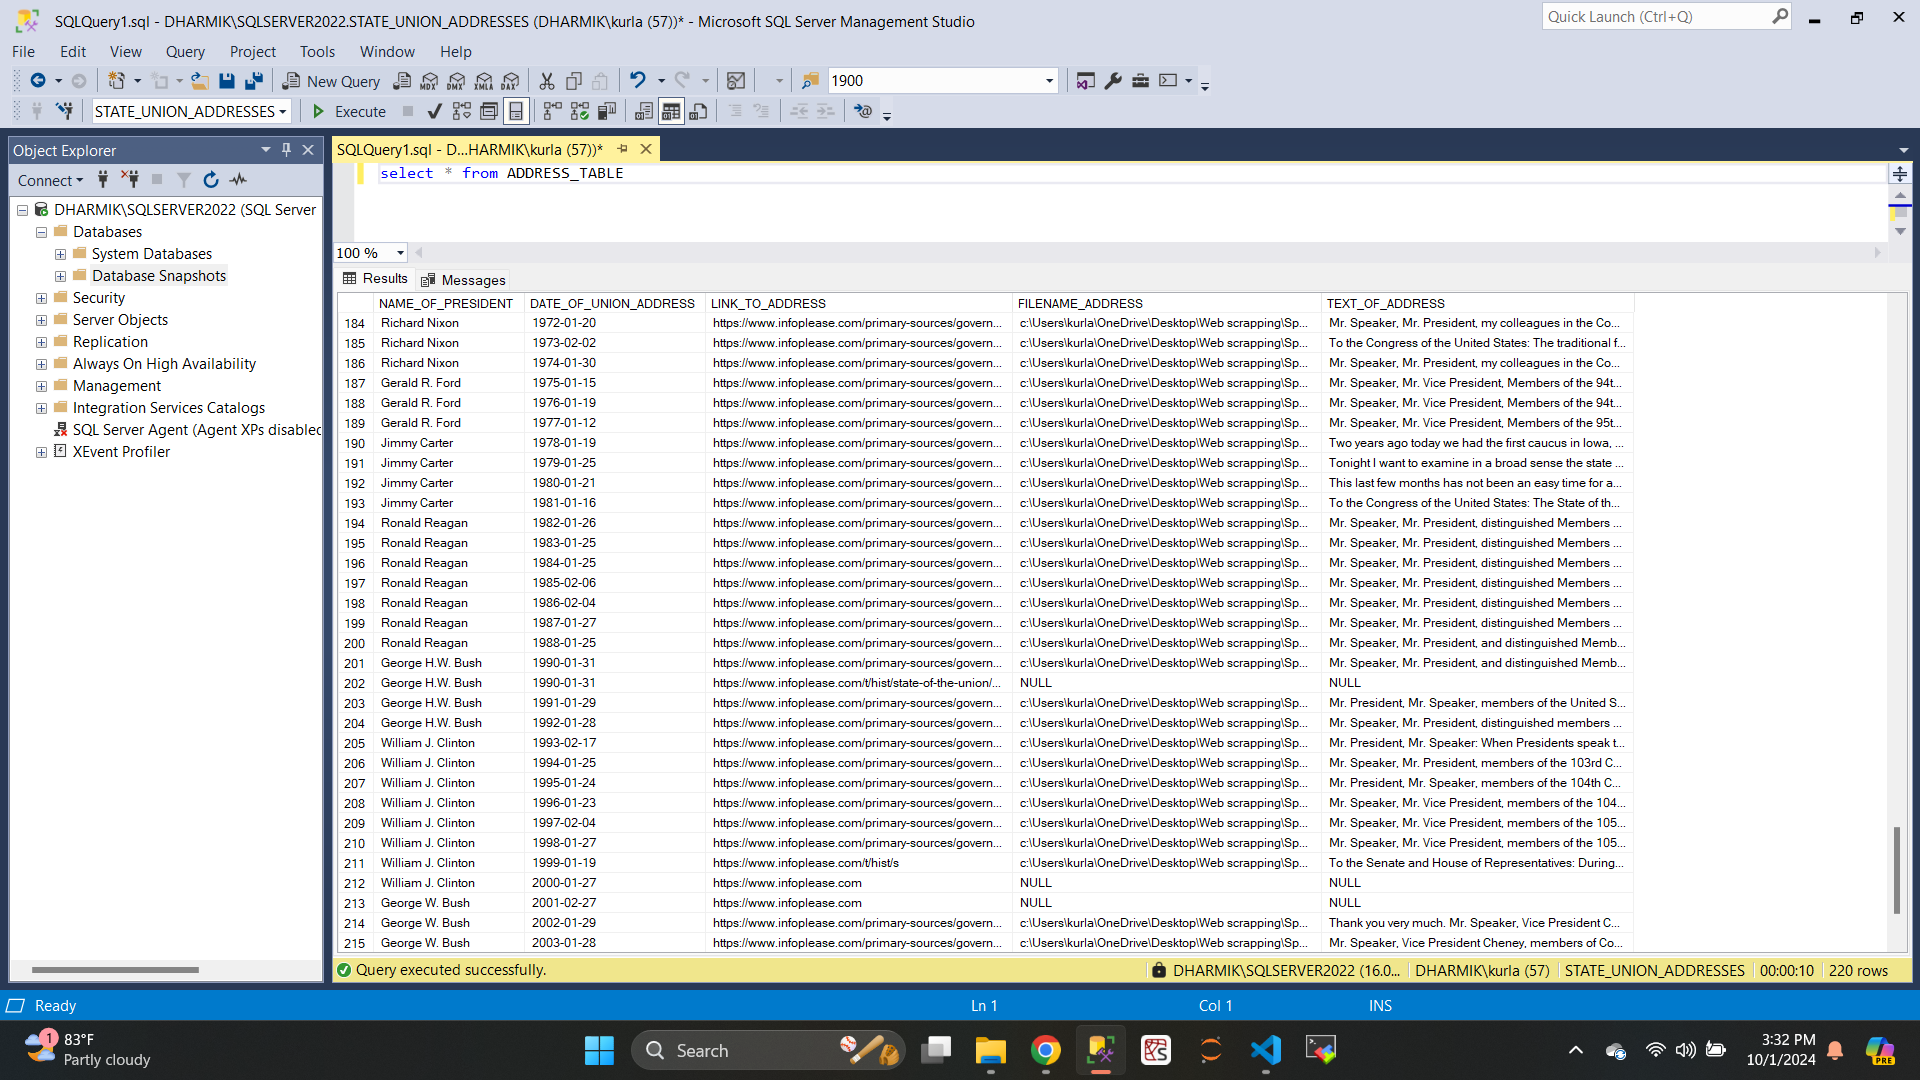 SQLQuery1.sql - DHARMIK\SQLSERVER2022.STATE_UNION_ADDRESSES (DHARMIK\kurla (57))* - Microsoft SQL Server Management Studio
Quick Launch (Ctrl+Q)
File Edit View Query Project Tools Window Help
New Query MDX DMX XMLA DAX 1900
STATE_UNION_ADDRESSES Execute
Object Explorer
SQLQuery1.sql - D...HARMIK\kurla (57))*
Connect
select * from ADDRESS_TABLE
DHARMIK\SQLSERVER2022 (SQL Server
Databases
System Databases
Database Snapshots
Security
Server Objects
Replication
Always On High Availability
Management
Integration Services Catalogs
SQL Server Agent (Agent XPs disabled
XEvent Profiler
100 %
Results Messages
NAME_OF_PRESIDENT DATE_OF_UNION_ADDRESS LINK_TO_ADDRESS FILENAME_ADDRESS TEXT_OF_ADDRESS
184 Richard Nixon 1972-01-20 https://www.infoplease.com/primary-sources/govern... c:\Users\kurla\OneDrive\Desktop\Web scrapping\Sp... Mr. Speaker, Mr. President, my colleagues in the Co...
185 Richard Nixon 1973-02-02 https://www.infoplease.com/primary-sources/govern... c:\Users\kurla\OneDrive\Desktop\Web scrapping\Sp... To the Congress of the United States: The traditional f...
186 Richard Nixon 1974-01-30 https://www.infoplease.com/primary-sources/govern... c:\Users\kurla\OneDrive\Desktop\Web scrapping\Sp... Mr. Speaker, Mr. President, my colleagues in the Co...
187 Gerald R. Ford 1975-01-15 https://www.infoplease.com/primary-sources/govern... c:\Users\kurla\OneDrive\Desktop\Web scrapping\Sp... Mr. Speaker, Mr. Vice President, Members of the 94t...
188 Gerald R. Ford 1976-01-19 https://www.infoplease.com/primary-sources/govern... c:\Users\kurla\OneDrive\Desktop\Web scrapping\Sp... Mr. Speaker, Mr. Vice President, Members of the 94t...
189 Gerald R. Ford 1977-01-12 https://www.infoplease.com/primary-sources/govern... c:\Users\kurla\OneDrive\Desktop\Web scrapping\Sp... Mr. Speaker, Mr. Vice President, Members of the 95t...
190 Jimmy Carter 1978-01-19 https://www.infoplease.com/primary-sources/govern... c:\Users\kurla\OneDrive\Desktop\Web scrapping\Sp... Two years ago today we had the first caucus in Iowa, ...
191 Jimmy Carter 1979-01-25 https://www.infoplease.com/primary-sources/govern... c:\Users\kurla\OneDrive\Desktop\Web scrapping\Sp... Tonight I want to examine in a broad sense the state ...
192 Jimmy Carter 1980-01-21 https://www.infoplease.com/primary-sources/govern... c:\Users\kurla\OneDrive\Desktop\Web scrapping\Sp... This last few months has not been an easy time for a...
193 Jimmy Carter 1981-01-16 https://www.infoplease.com/primary-sources/govern... c:\Users\kurla\OneDrive\Desktop\Web scrapping\Sp... To the Congress of the United States: The State of th...
194 Ronald Reagan 1982-01-26 https://www.infoplease.com/primary-sources/govern... c:\Users\kurla\OneDrive\Desktop\Web scrapping\Sp... Mr. Speaker, Mr. President, distinguished Members ...
195 Ronald Reagan 1983-01-25 https://www.infoplease.com/primary-sources/govern... c:\Users\kurla\OneDrive\Desktop\Web scrapping\Sp... Mr. Speaker, Mr. President, distinguished Members ...
196 Ronald Reagan 1984-01-25 https://www.infoplease.com/primary-sources/govern... c:\Users\kurla\OneDrive\Desktop\Web scrapping\Sp... Mr. Speaker, Mr. President, distinguished Members ...
197 Ronald Reagan 1985-02-06 https://www.infoplease.com/primary-sources/govern... c:\Users\kurla\OneDrive\Desktop\Web scrapping\Sp... Mr. Speaker, Mr. President, distinguished Members ...
198 Ronald Reagan 1986-02-04 https://www.infoplease.com/primary-sources/govern... c:\Users\kurla\OneDrive\Desktop\Web scrapping\Sp... Mr. Speaker, Mr. President, distinguished Members ...
199 Ronald Reagan 1987-01-27 https://www.infoplease.com/primary-sources/govern... c:\Users\kurla\OneDrive\Desktop\Web scrapping\Sp... Mr. Speaker, Mr. President, distinguished Members ...
200 Ronald Reagan 1988-01-25 https://www.infoplease.com/primary-sources/govern... c:\Users\kurla\OneDrive\Desktop\Web scrapping\Sp... Mr. Speaker, Mr. President, and distinguished Memb...
201 George H.W. Bush 1990-01-31 https://www.infoplease.com/primary-sources/govern... c:\Users\kurla\OneDrive\Desktop\Web scrapping\Sp... Mr. Speaker, Mr. President, and distinguished Memb...
202 George H.W. Bush 1990-01-31 https://www.infoplease.com/t/hist/state-of-the-union/... NULL NULL
203 George H.W. Bush 1991-01-29 https://www.infoplease.com/primary-sources/govern... c:\Users\kurla\OneDrive\Desktop\Web scrapping\Sp... Mr. President, Mr. Speaker, members of the United S...
204 George H.W. Bush 1992-01-28 https://www.infoplease.com/primary-sources/govern... c:\Users\kurla\OneDrive\Desktop\Web scrapping\Sp... Mr. Speaker, Mr. President, distinguished members ...
205 William J. Clinton 1993-02-17 https://www.infoplease.com/primary-sources/govern... c:\Users\kurla\OneDrive\Desktop\Web scrapping\Sp... Mr. President, Mr. Speaker: When Presidents speak t...
206 William J. Clinton 1994-01-25 https://www.infoplease.com/primary-sources/govern... c:\Users\kurla\OneDrive\Desktop\Web scrapping\Sp... Mr. Speaker, Mr. President, members of the 103rd C...
207 William J. Clinton 1995-01-24 https://www.infoplease.com/primary-sources/govern... c:\Users\kurla\OneDrive\Desktop\Web scrapping\Sp... Mr. President, Mr. Speaker, members of the 104th C...
208 William J. Clinton 1996-01-23 https://www.infoplease.com/primary-sources/govern... c:\Users\kurla\OneDrive\Desktop\Web scrapping\Sp... Mr. Speaker, Mr. Vice President, members of the 104...
209 William J. Clinton 1997-02-04 https://www.infoplease.com/primary-sources/govern... c:\Users\kurla\OneDrive\Desktop\Web scrapping\Sp... Mr. Speaker, Mr. Vice President, members of the 105...
210 William J. Clinton 1998-01-27 https://www.infoplease.com/primary-sources/govern... c:\Users\kurla\OneDrive\Desktop\Web scrapping\Sp... Mr. Speaker, Mr. Vice President, members of the 105...
211 William J. Clinton 1999-01-19 https://www.infoplease.com/t/hist/s c:\Users\kurla\OneDrive\Desktop\Web scrapping\Sp... To the Senate and House of Representatives: During...
212 William J. Clinton 2000-01-27 https://www.infoplease.com NULL NULL
213 George W. Bush 2001-02-27 https://www.infoplease.com NULL NULL
214 George W. Bush 2002-01-29 https://www.infoplease.com/primary-sources/govern... c:\Users\kurla\OneDrive\Desktop\Web scrapping\Sp... Thank you very much. Mr. Speaker, Vice President C...
215 George W. Bush 2003-01-28 https://www.infoplease.com/primary-sources/govern... c:\Users\kurla\OneDrive\Desktop\Web scrapping\Sp... Mr. Speaker, Vice President Cheney, members of Co...
Query executed successfully. DHARMIK\SQLSERVER2022 (16.0... DHARMIK\kurla (57) STATE_UNION_ADDRESSES 00:00:10 220 rows
Ready Ln 1 Col 1 INS
1
83°F
Partly cloudy
Search
3:32 PM
10/1/2024
PRE